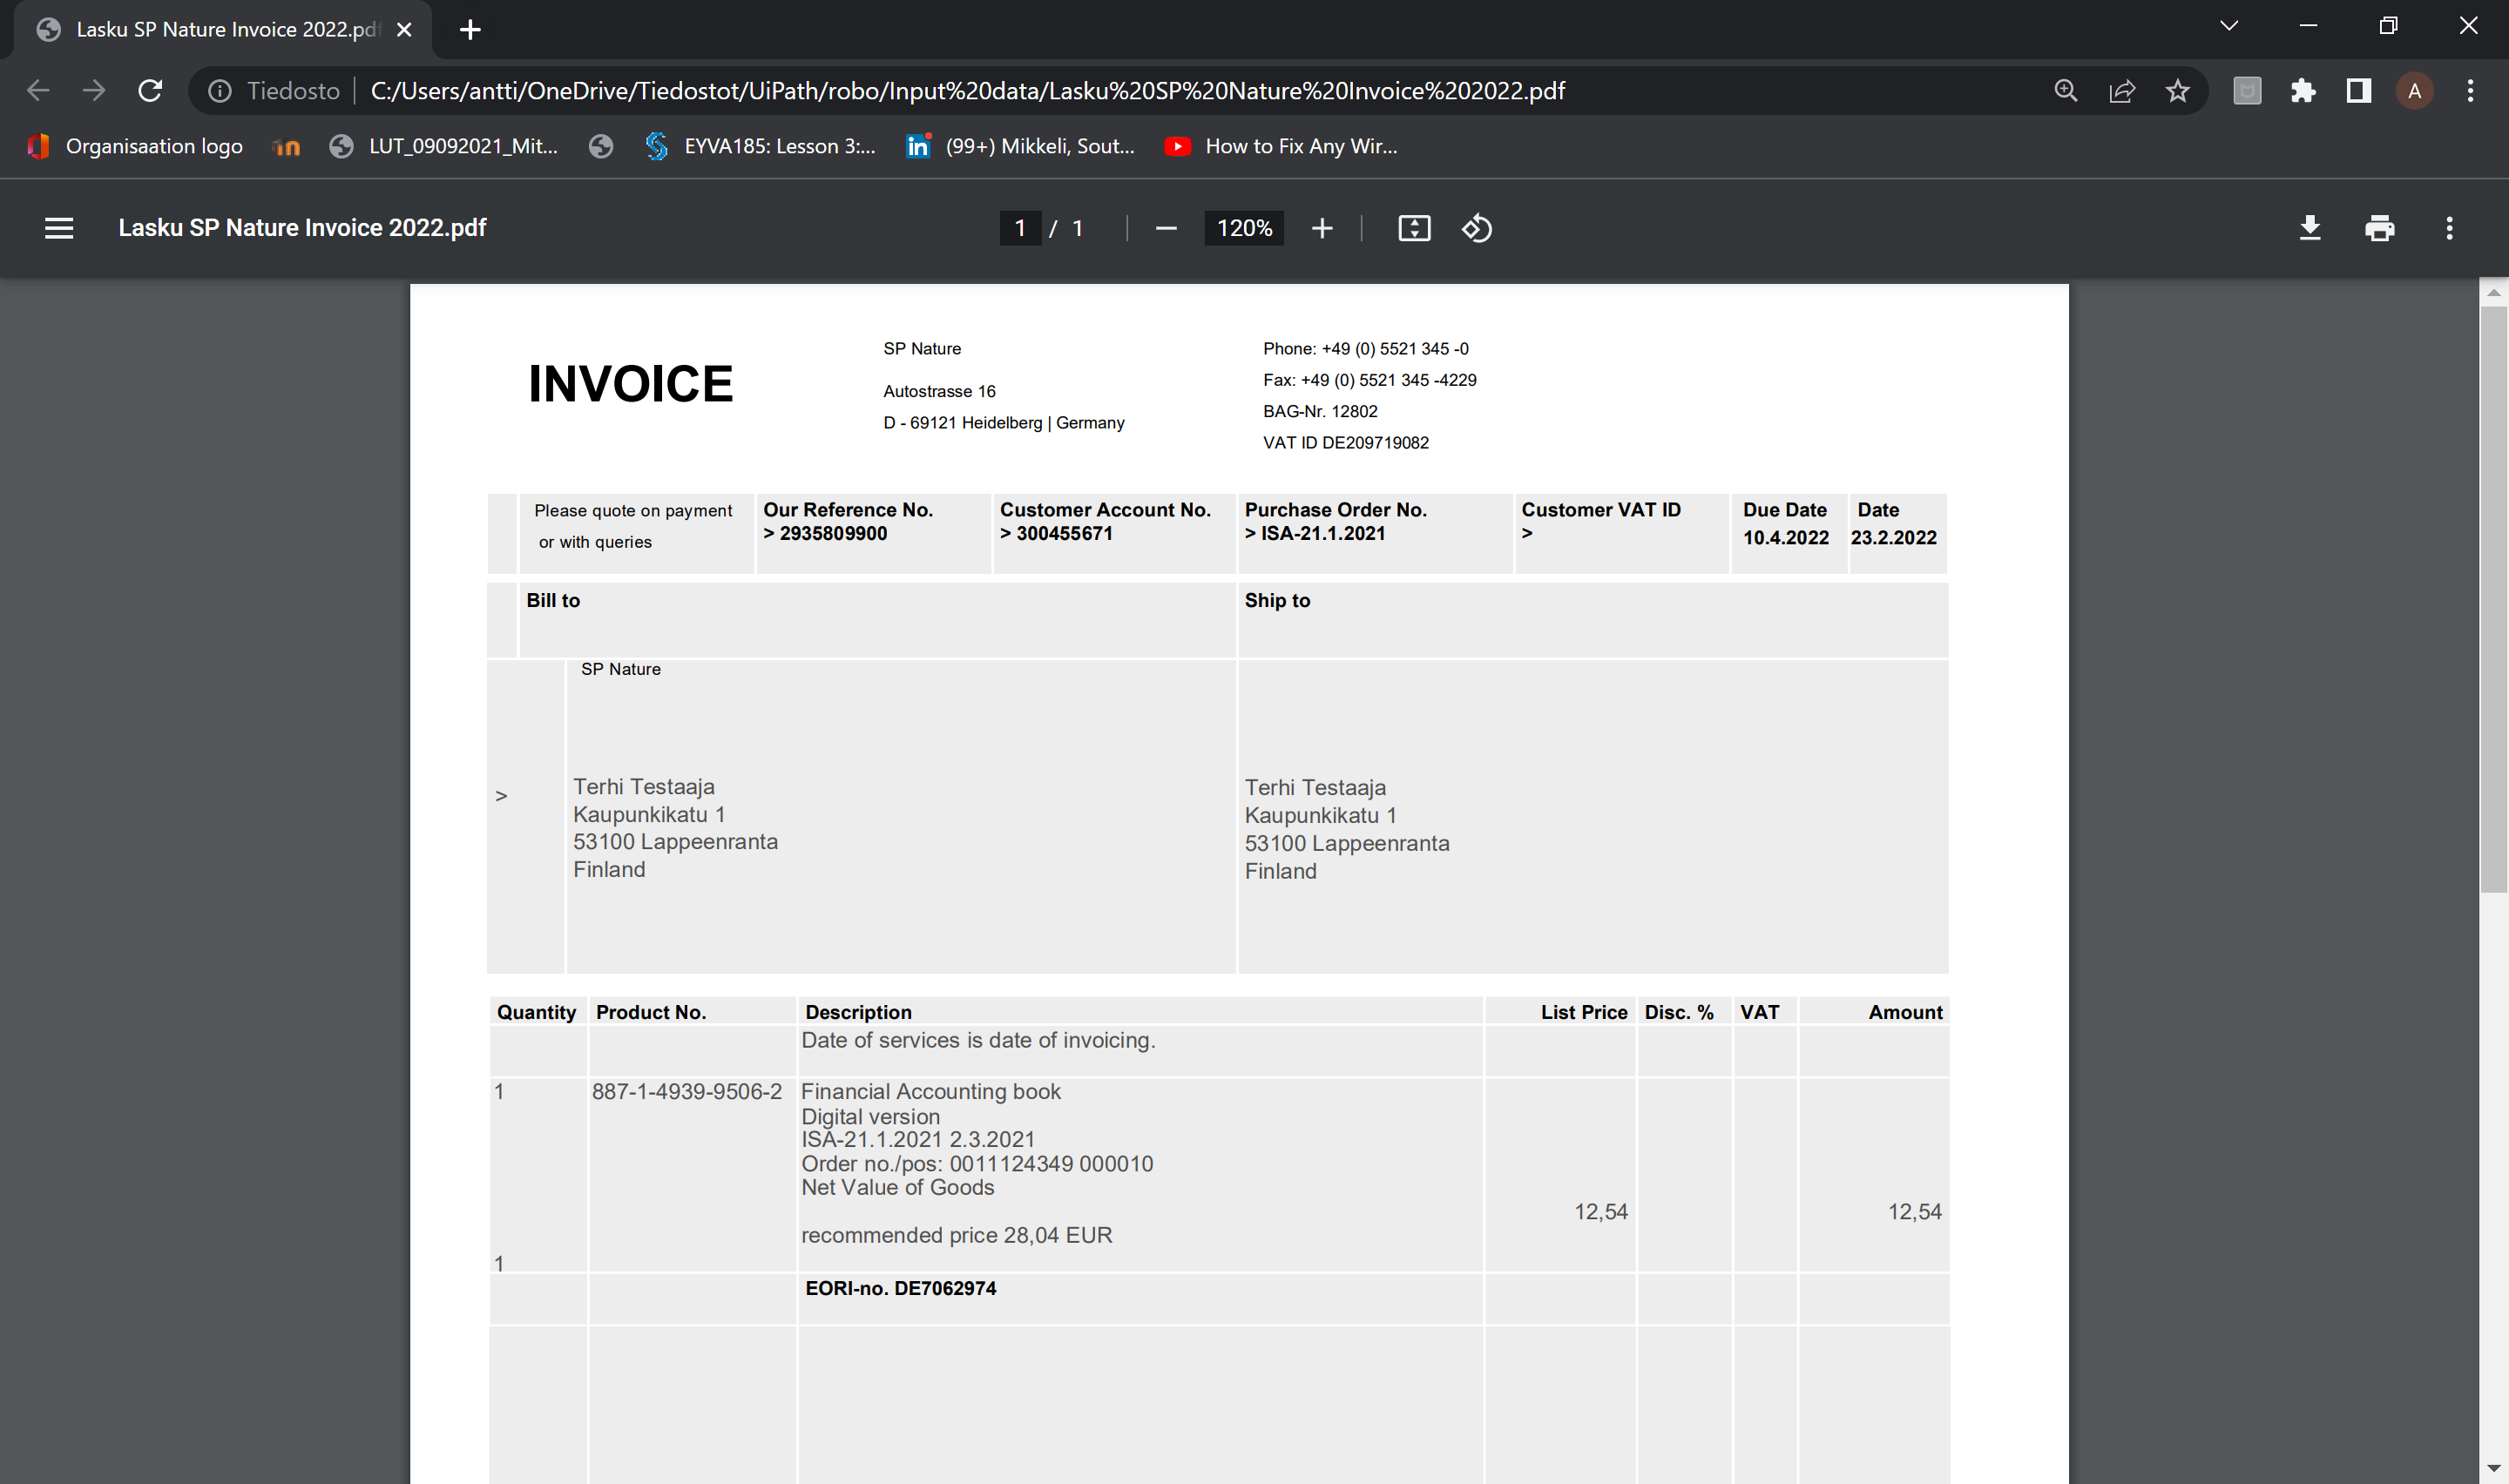 Lasku SP Nature Invoice 2022.pdf
Tiedosto
C:/Users/antti/OneDrive/Tiedostot/UiPath/robo/Input%20data/Lasku%20SP%20Nature%20Invoice%202022.pdf
A
Organisaation logo
LUT_09092021_Mit...
EYVA185: Lesson 3:...
(99+) Mikkeli, Sout...
How to Fix Any Wir...
Lasku SP Nature Invoice 2022.pdf
1 / 1
120%
INVOICE
SP Nature
Autostrasse 16
D - 69121 Heidelberg | Germany
Phone: +49 (0) 5521 345 -0
Fax: +49 (0) 5521 345 -4229
BAG-Nr. 12802
VAT ID DE209719082
Please quote on payment
or with queries
Our Reference No.
> 2935809900
Customer Account No.
> 300455671
Purchase Order No.
> ISA-21.1.2021
Customer VAT ID
>
Due Date
10.4.2022
Date
23.2.2022
Bill to
Ship to
SP Nature
>
Terhi Testaaja
Kaupunkikatu 1
53100 Lappeenranta
Finland
Terhi Testaaja
Kaupunkikatu 1
53100 Lappeenranta
Finland
Quantity Product No. Description List Price Disc. % VAT Amount
Date of services is date of invoicing.
1 887-1-4939-9506-2 Financial Accounting book
Digital version
ISA-21.1.2021 2.3.2021
Order no./pos: 0011124349 000010
Net Value of Goods
12,54 12,54
recommended price 28,04 EUR
1
EORI-no. DE7062974